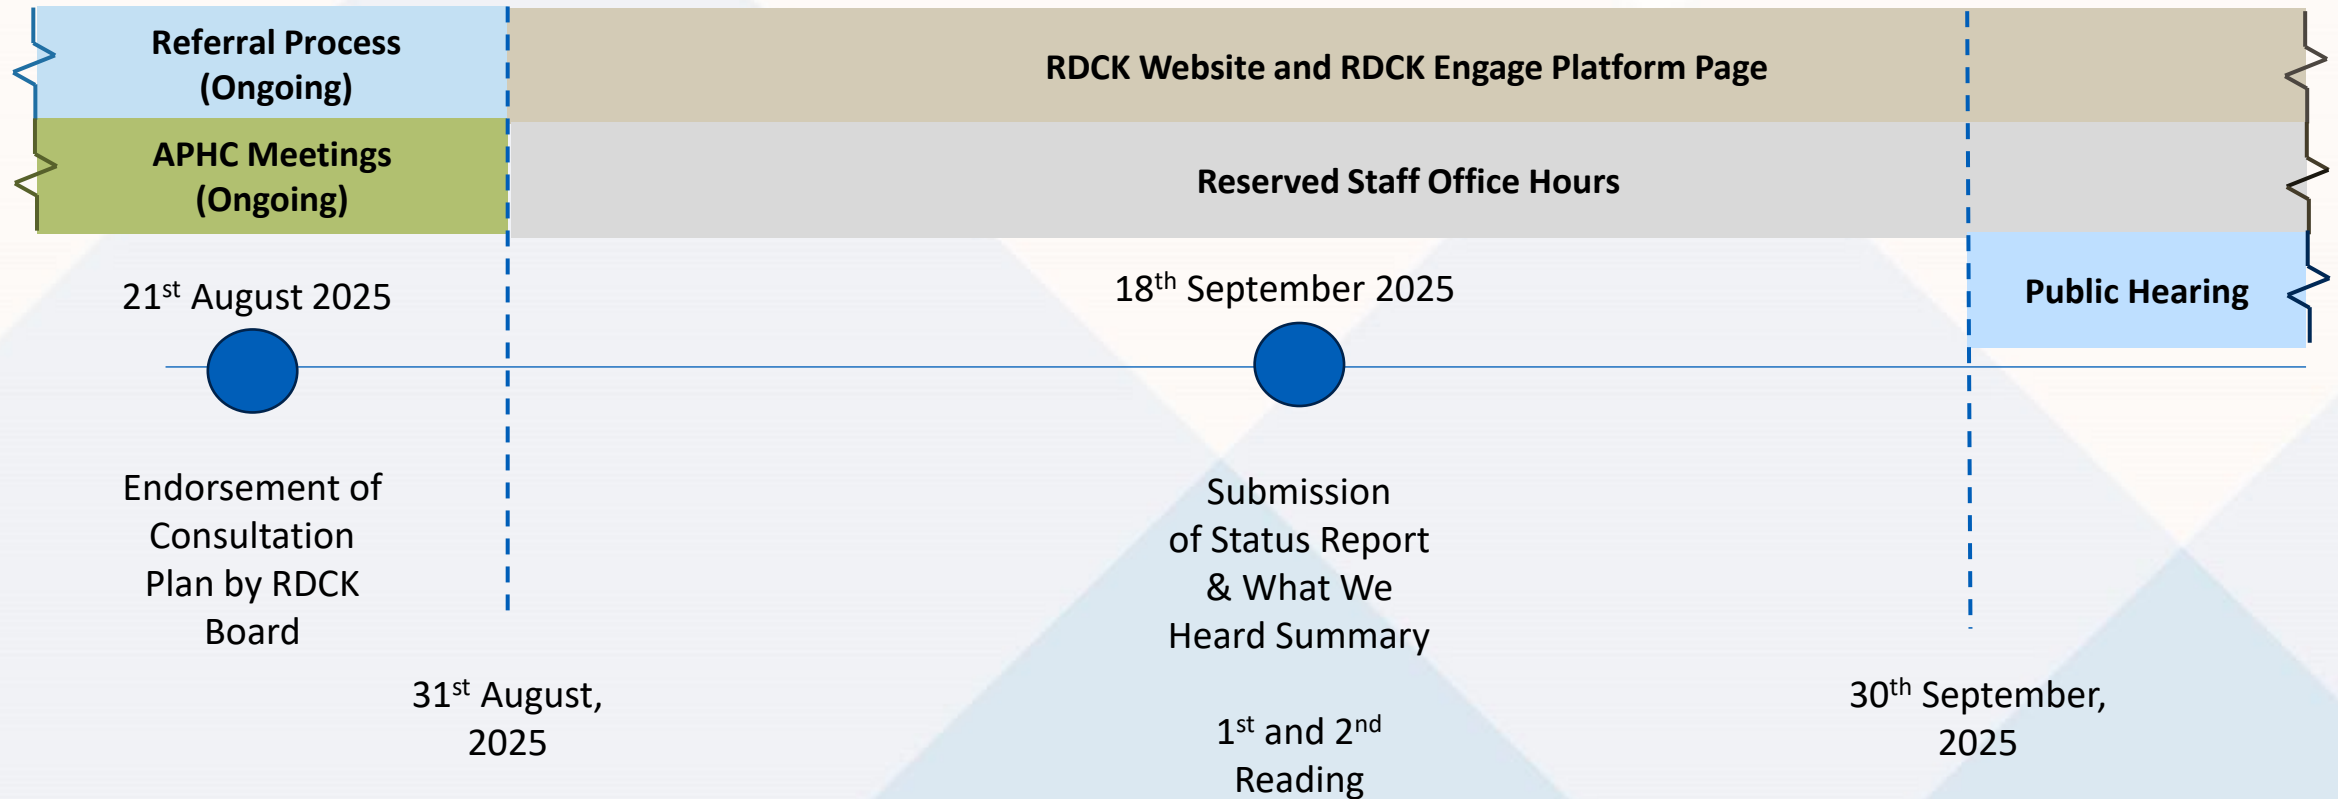 Referral Process
(Ongoing)
RDCK Website and RDCK Engage Platform Page
APHC Meetings
(Ongoing)
Reserved Staff Office Hours
Public Hearing
21st August 2025
18th September 2025
Endorsement of
Consultation
Plan by RDCK
Board
Submission
of Status Report
& What We
Heard Summary
1st and 2nd
Reading
31st August,
2025
30th September,
2025